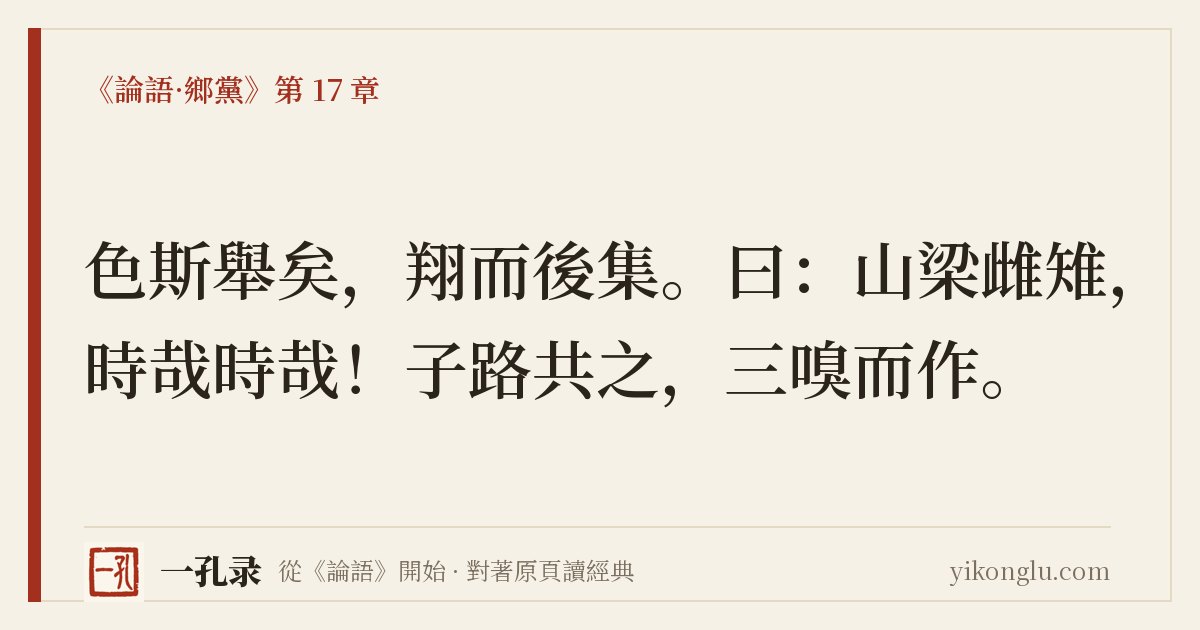 《論語·鄉黨》第 17 章
色斯舉矣，翔而後集。曰：山梁雌雉，
時哉時哉！子路共之，三嗅而作。
一孔
一孔录 從《論語》開始 · 對著原頁讀經典 yikonglu.com